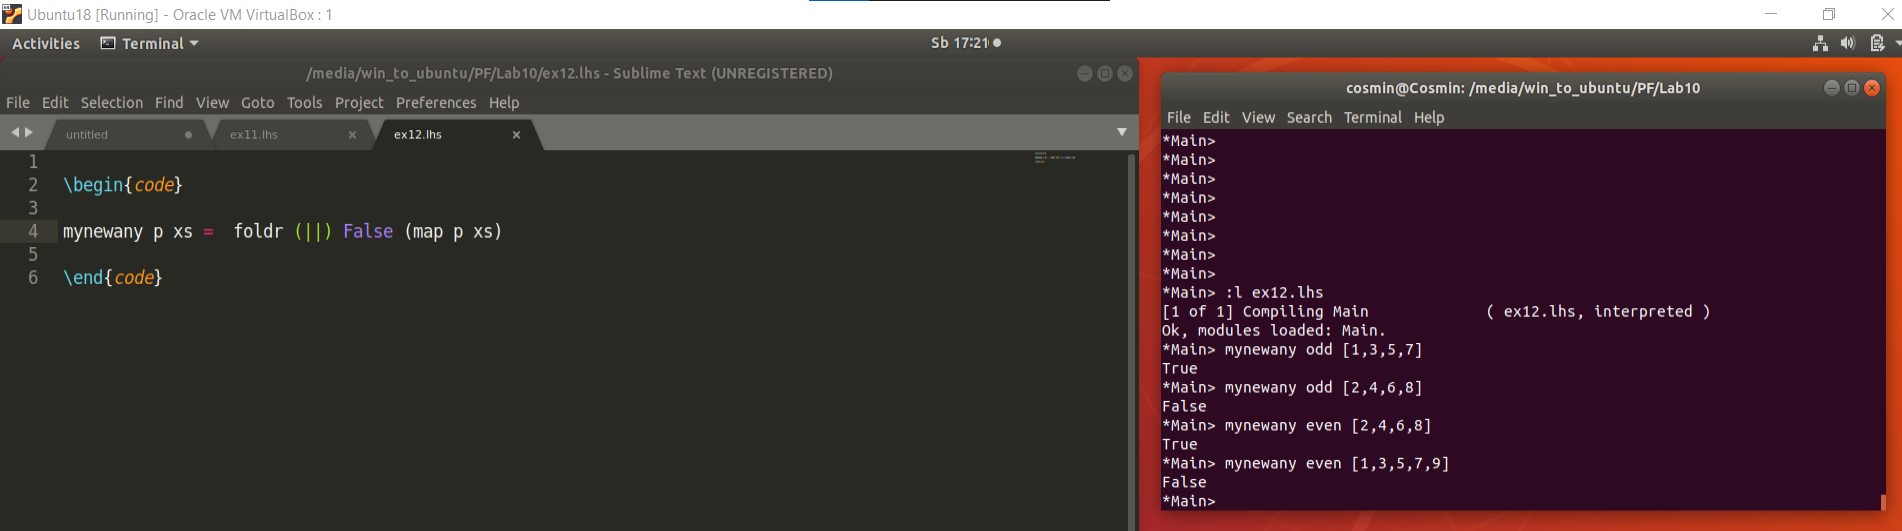 Ubuntu18 [Running] - Oracle VM VirtualBox : 1
Activities Terminal Sb 17:21
/media/win_to_ubuntu/PF/Lab10/ex12.lhs - Sublime Text (UNREGISTERED)
File Edit Selection Find View Goto Tools Project Preferences Help
untitled ex11.lhs ex12.lhs
1
2 \begin{code}
3
4 mynewany p xs = foldr (||) False (map p xs)
5
6 \end{code}
cosmin@Cosmin: /media/win_to_ubuntu/PF/Lab10
File Edit View Search Terminal Help
*Main>
*Main>
*Main>
*Main>
*Main>
*Main>
*Main>
*Main>
*Main> :l ex12.lhs
[1 of 1] Compiling Main ( ex12.lhs, interpreted )
Ok, modules loaded: Main.
*Main> mynewany odd [1,3,5,7]
True
*Main> mynewany odd [2,4,6,8]
False
*Main> mynewany even [2,4,6,8]
True
*Main> mynewany even [1,3,5,7,9]
False
*Main>